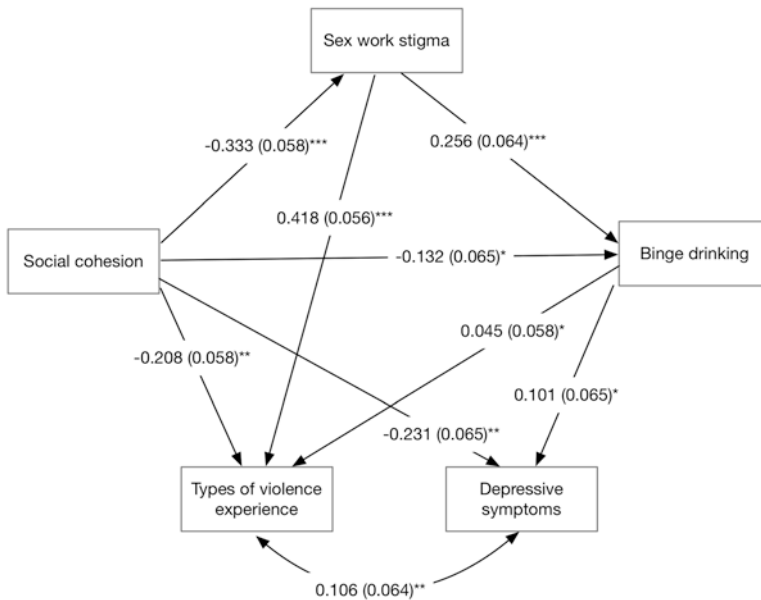 Sex work stigma
-0.333 (0.058)***
0.256 (0.064)***
0.418 (0.056)***
Social cohesion
-0.132 (0.065)*
Binge drinking
0.045 (0.058)*
-0.208 (0.058)**
0.101 (0.065)*
-0.231 (0.065)**
Types of violence
experience
Depressive
symptoms
0.106 (0.064)**